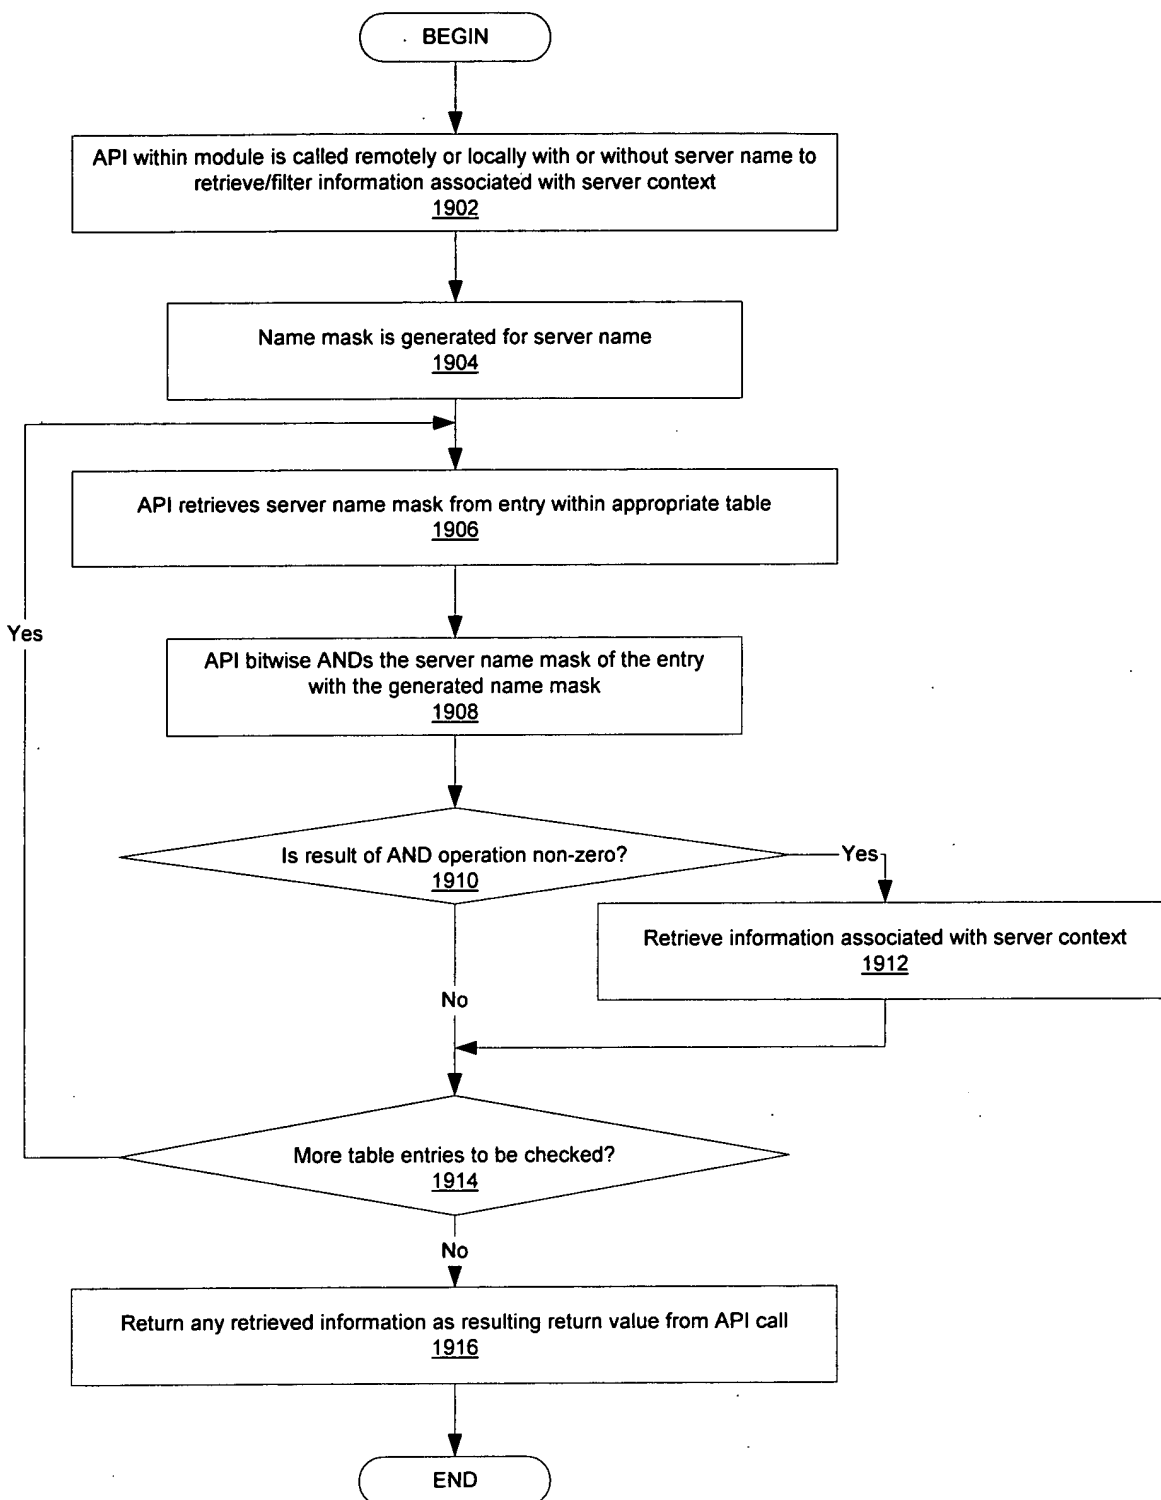 BEGIN
API within module is called remotely or locally with or without server name to
retrieve/filter information associated with server context
1902
Name mask is generated for server name
1904
API retrieves server name mask from entry within appropriate table
1906
Yes
API bitwise ANDs the server name mask of the entry
with the generated name mask
1908
Is result of AND operation non-zero?
1910
Yes
Retrieve information associated with server context
1912
No
More table entries to be checked?
1914
No
Return any retrieved information as resulting return value from API call
1916
END